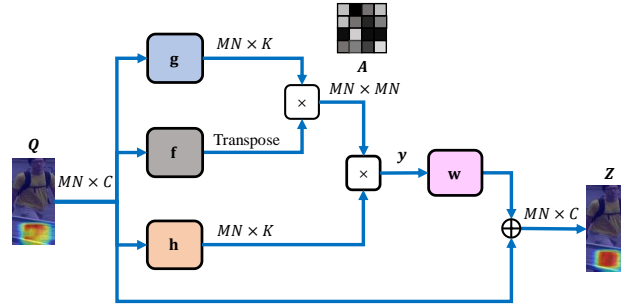 g
MN × K
A
×
MN × MN
f
Transpose
Q
MN × C
×
y
w
Z
h
MN × K
MN × C